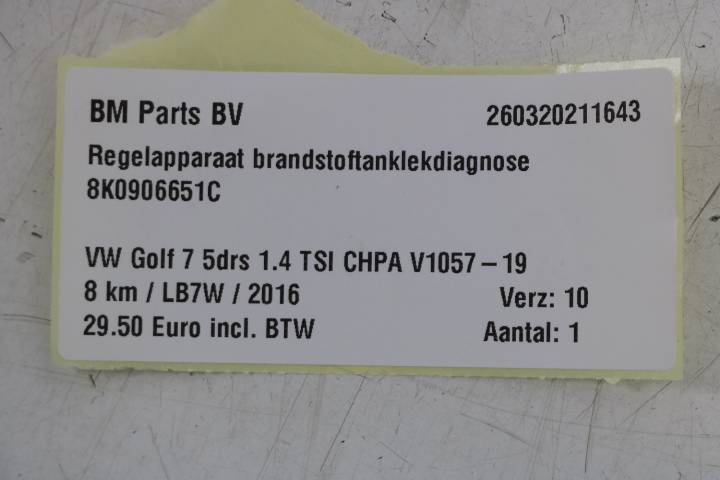 BM Parts BV 260320211643
Regelapparaat brandstoftanklekdiagnose
8K0906651C
VW Golf 7 5drs 1.4 TSI CHPA V1057-19
8 km / LB7W / 2016 Verz: 10
29.50 Euro incl. BTW Aantal: 1